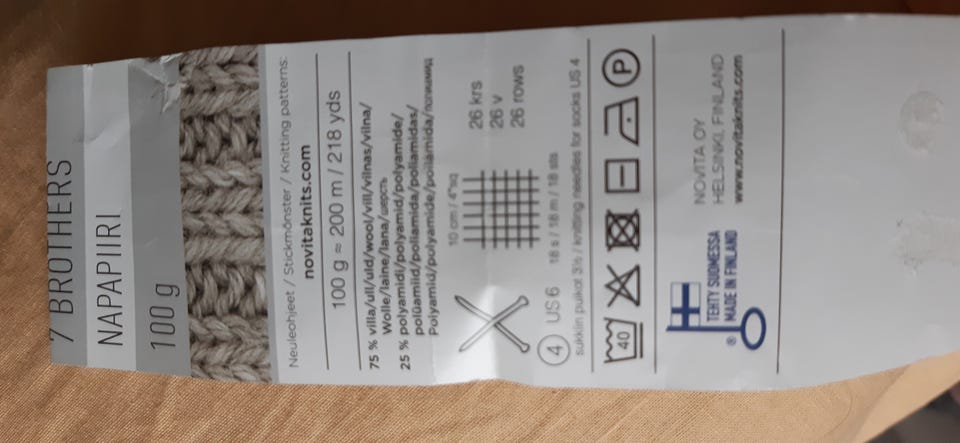 7 BROTHERS
NAPAPIIRI
100 g
Neuleohjeet / Stickmönster / Knitting patterns:
novitaknits.com
100 g ≈ 200 m / 218 yds
75 % villa/ull/uld/wool/vill/vilnas/vilna/
Wolle/laine/lana/шерсть
25 % polyamidi/polyamid/polyamide/
polüamiid/poliamida/poliamidas/
Polyamid/polyamide/poliamida/полиамид
10 cm / 4"sq
26 krs
26 v
26 rows
4 US 6 18 s / 18 m / 18 sts
sukkiin puikot 3½ / knitting needles for socks US 4
40
P
® TEHTY SUOMESSA
MADE IN FINLAND
NOVITA OY
HELSINKI, FINLAND
www.novitaknits.com